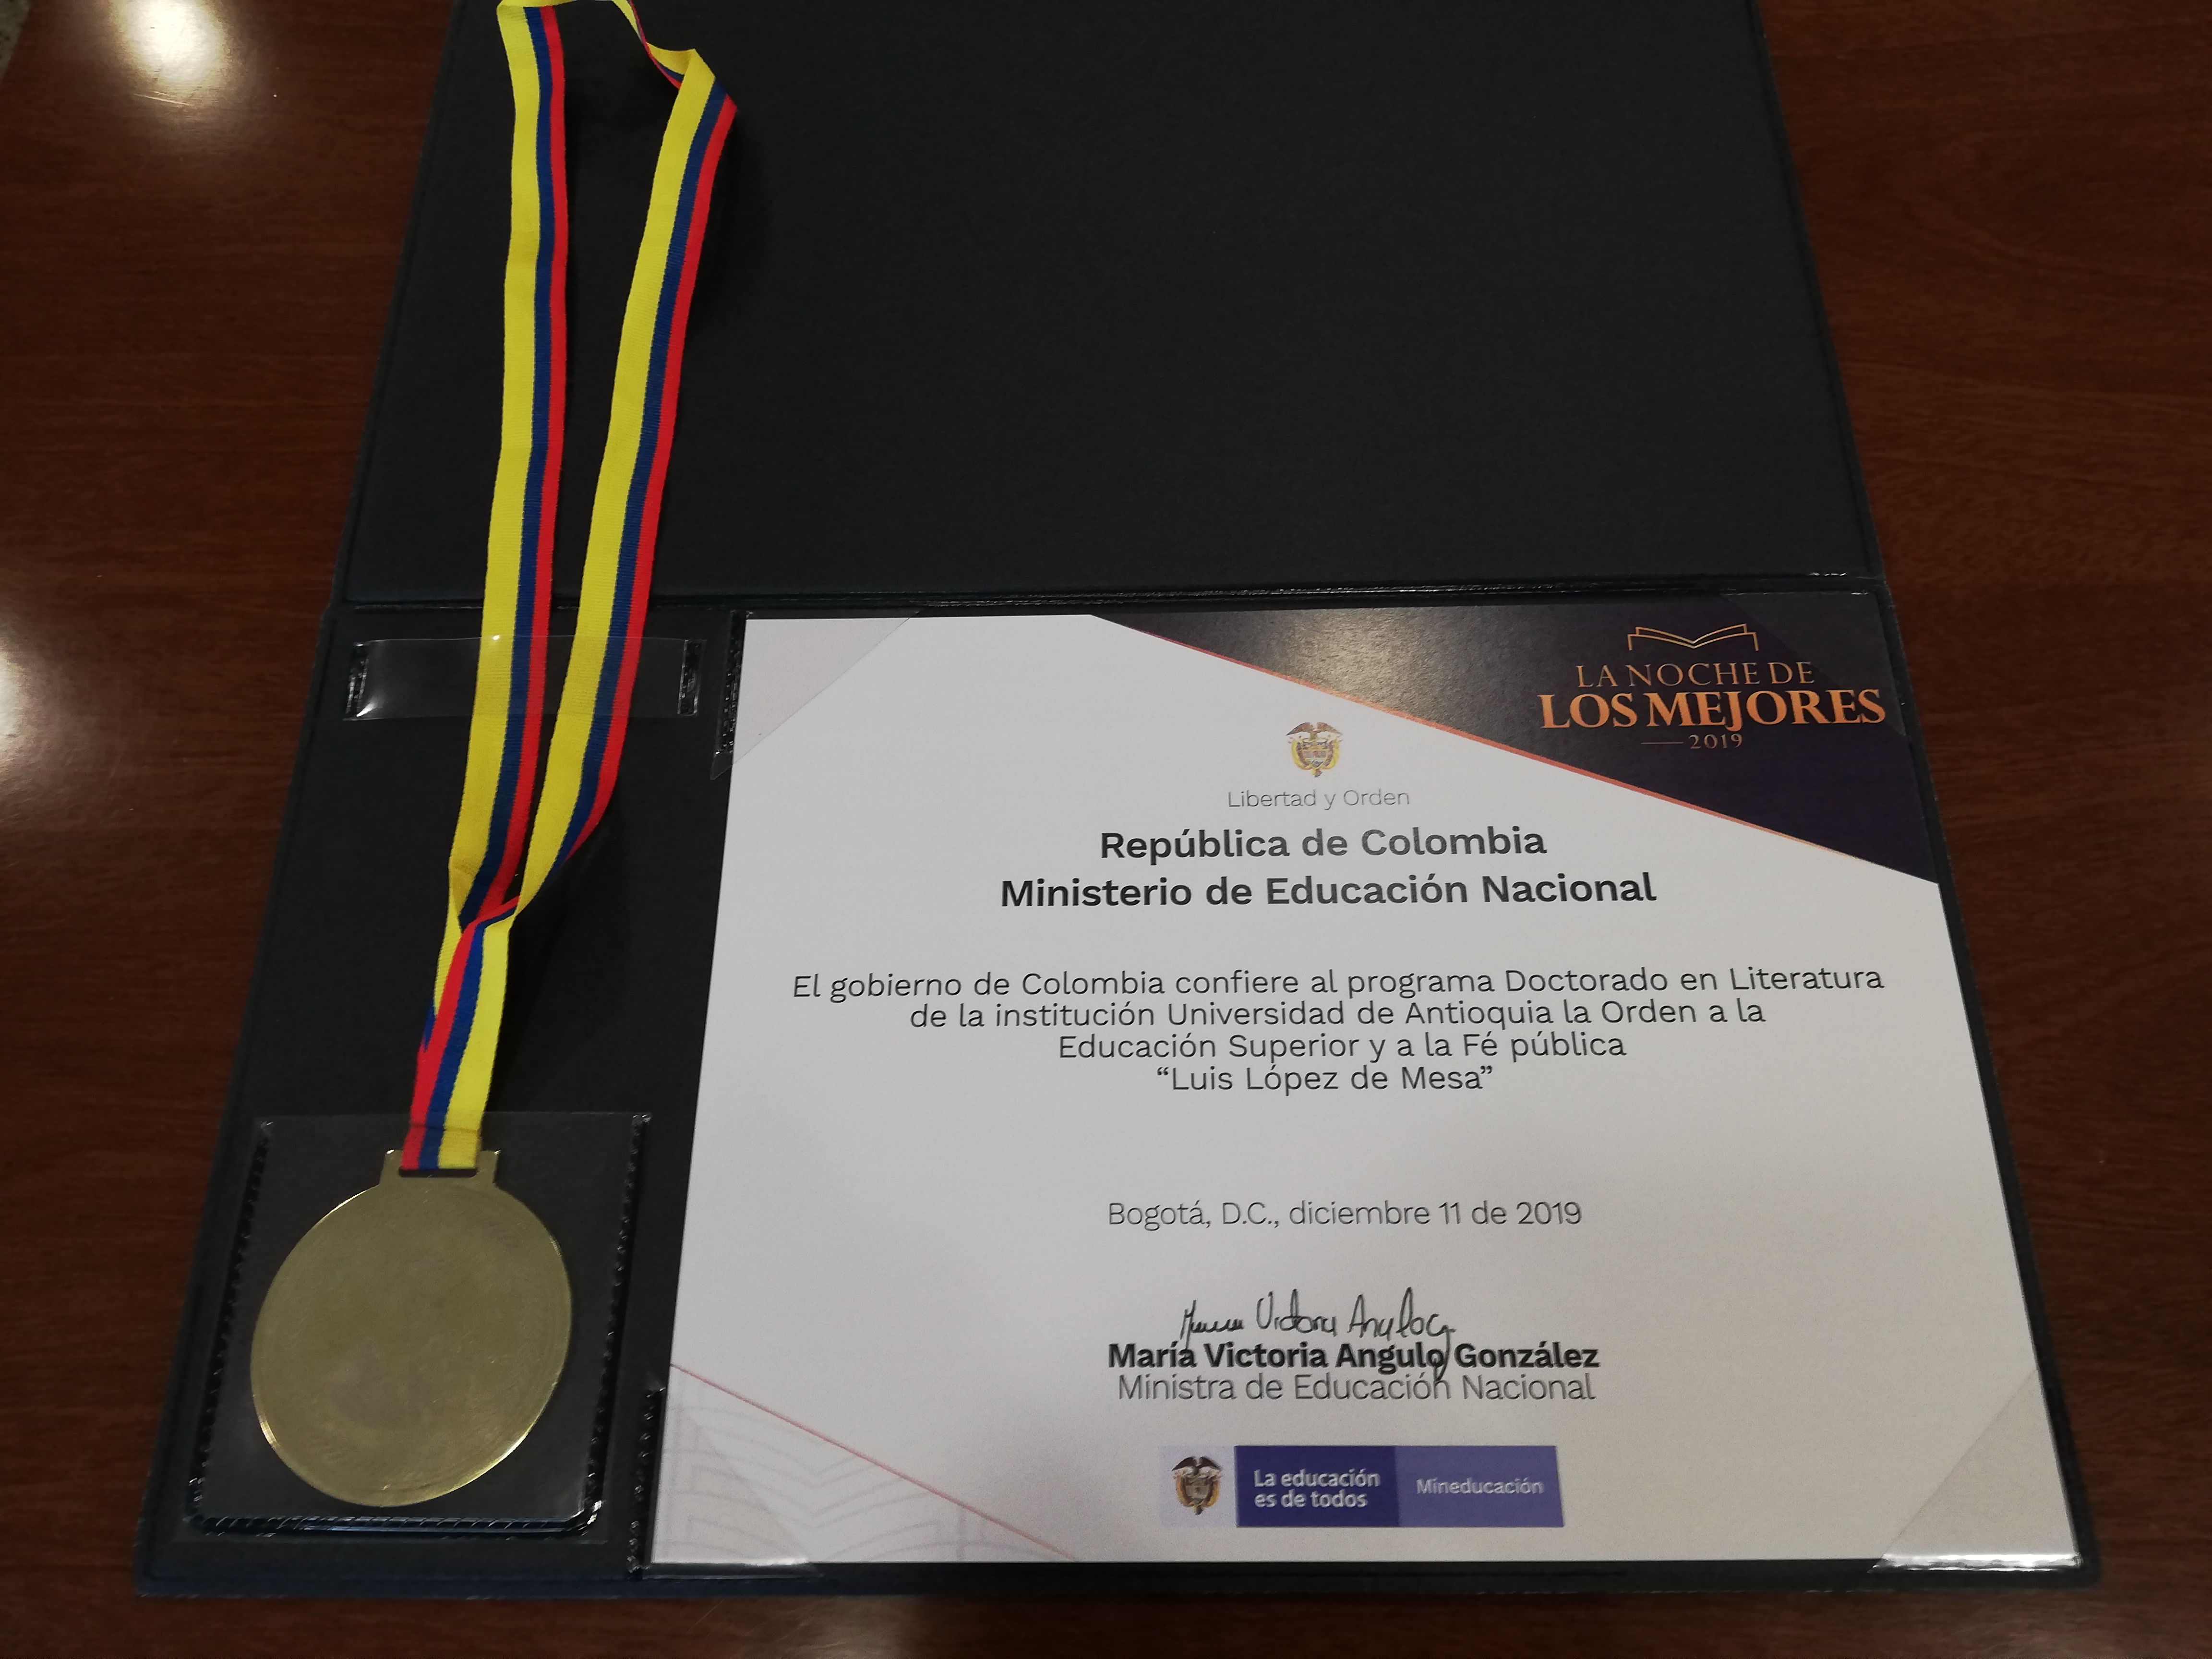 LA NOCHE DE
LOS MEJORES
2019
Libertad y Orden
República de Colombia
Ministerio de Educación Nacional
El gobierno de Colombia confiere al programa Doctorado en Literatura
de la institución Universidad de Antioquia la Orden a la
Educación Superior y a la Fé pública
“Luis López de Mesa”
Bogotá, D.C., diciembre 11 de 2019
María Victoria Angulo González
Ministra de Educación Nacional
La educación
es de todos
Mineducación